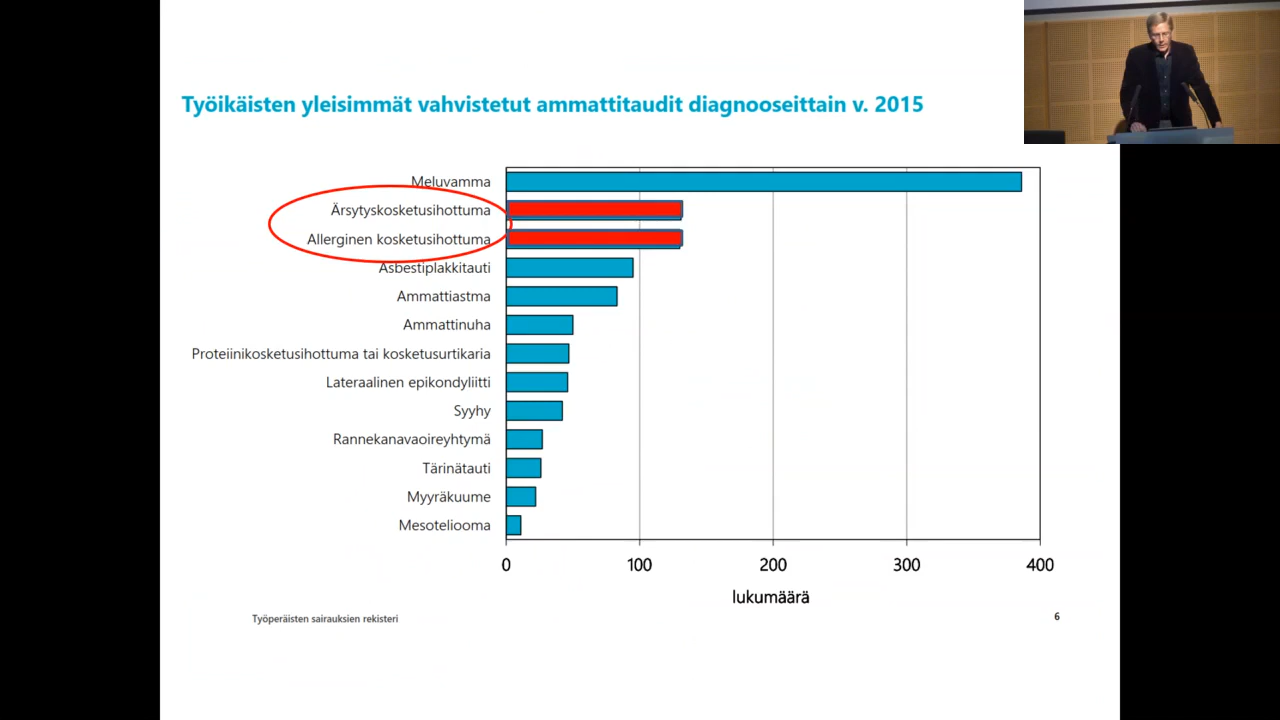 Työikäisten yleisimmät vahvistetut ammattitaudit diagnooseittain v. 2015
Meluvamma
Ärsytyskosketusihottuma
Allerginen kosketusihottuma
Asbestiplakkitauti
Ammattiastma
Ammattinuha
Proteiinikosketusihottuma tai kosketusurtikaria
Lateraalinen epikondyliitti
Syyhy
Rannekanavaoireyhtymä
Tärinätauti
Myyräkuume
Mesoteliooma
0 100 200 300 400
lukumäärä
Työperäisten sairauksien rekisteri
6